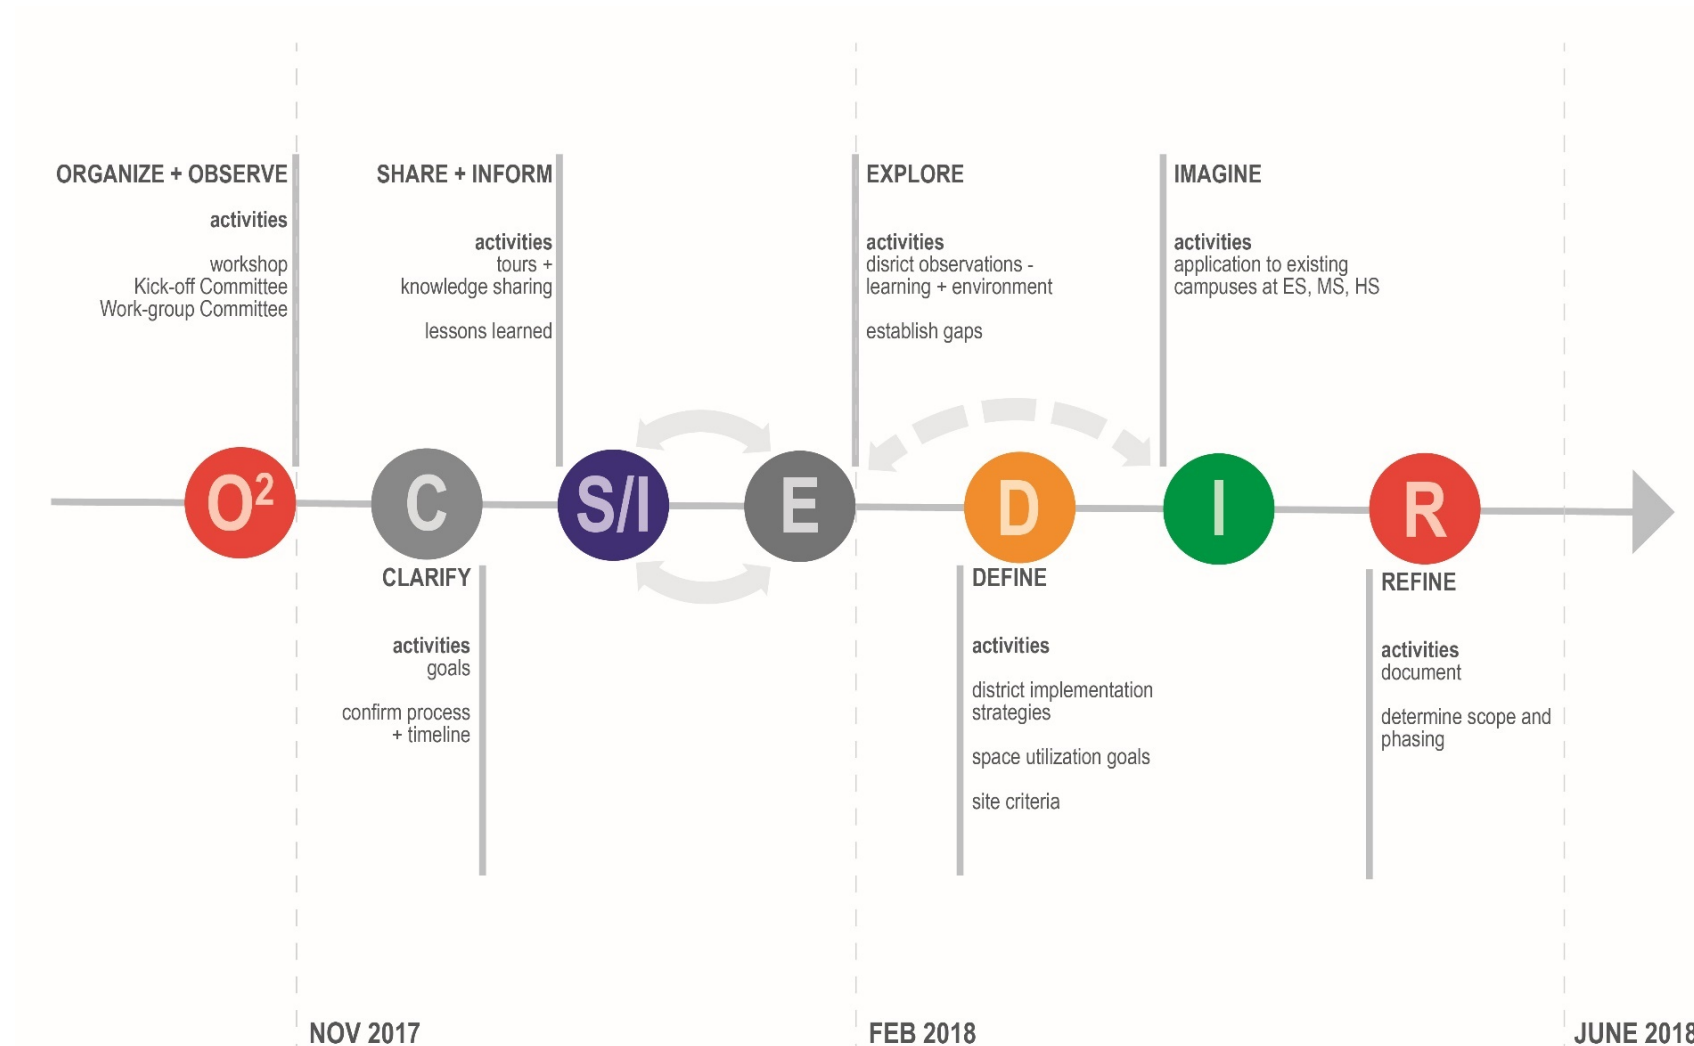 ORGANIZE + OBSERVE
activities
workshop
Kick-off Committee
Work-group Committee
SHARE + INFORM
activities
tours +
knowledge sharing
lessons learned
EXPLORE
activities
disrict observations -
learning + environment
establish gaps
IMAGINE
activities
application to existing
campuses at ES, MS, HS
O²
C
S/I
E
D
I
R
CLARIFY
activities
goals
confirm process
+ timeline
DEFINE
activities
district implementation
strategies
space utilization goals
site criteria
REFINE
activities
document
determine scope and
phasing
NOV 2017
FEB 2018
JUNE 2018